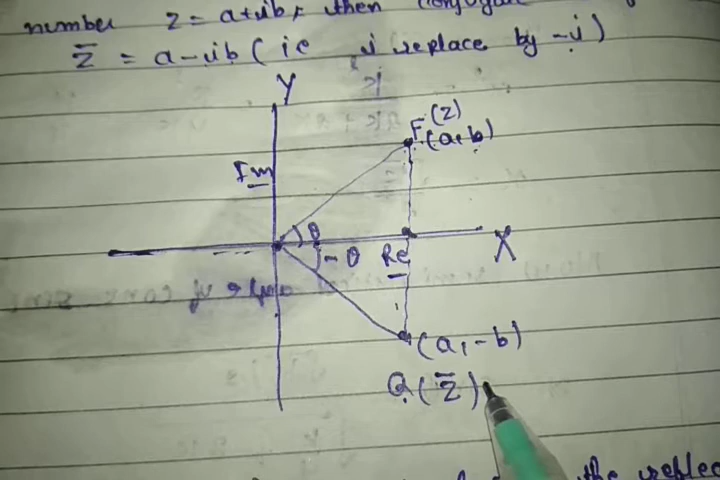 number z = a+ib, then
z̄ = a-ib (ie i replace by -i)
Y
(z)
P(a,b)
Im
θ
-θ Re X
(a,-b)
Q(z̄)
the reflec